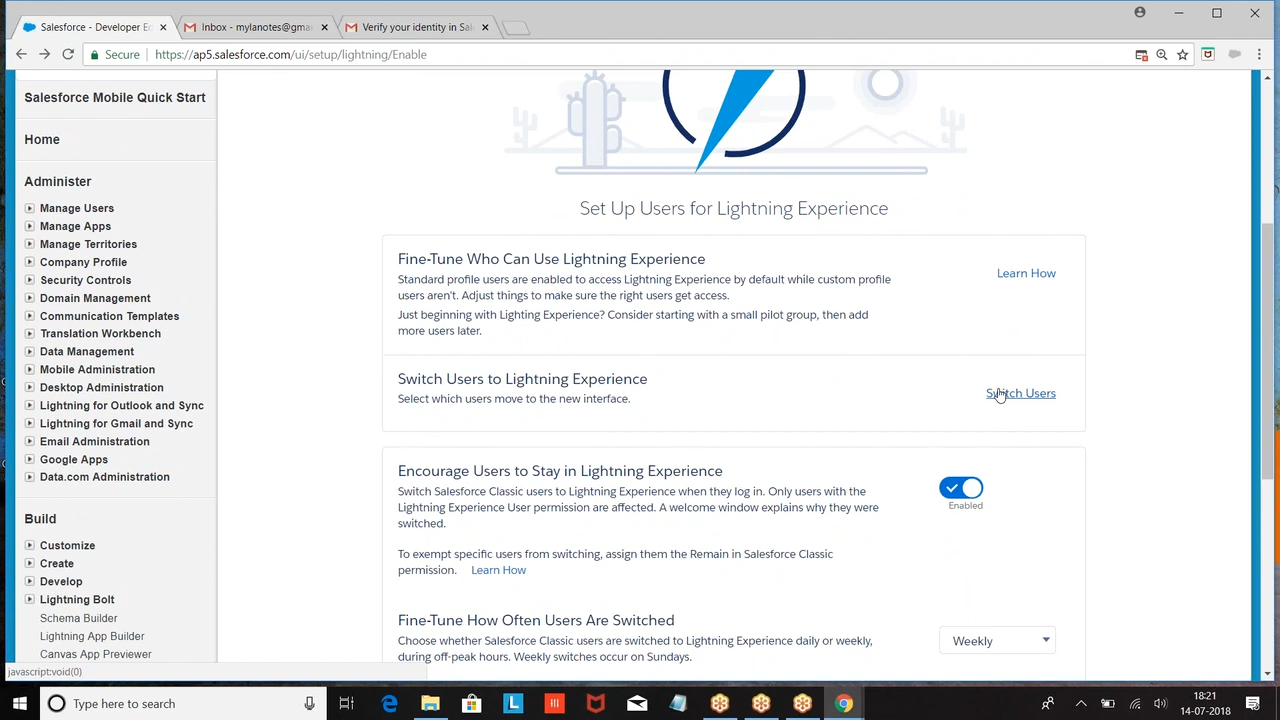 Salesforce - Developer Ec
Inbox - mylanotes@gmai
Verify your identity in Sal
Secure | https://ap5.salesforce.com/ui/setup/lightning/Enable
Salesforce Mobile Quick Start
Home
Administer
Manage Users
Manage Apps
Manage Territories
Company Profile
Security Controls
Domain Management
Communication Templates
Translation Workbench
Data Management
Mobile Administration
Desktop Administration
Lightning for Outlook and Sync
Lightning for Gmail and Sync
Email Administration
Google Apps
Data.com Administration
Build
Customize
Create
Develop
Lightning Bolt
Schema Builder
Lightning App Builder
Canvas App Previewer
Set Up Users for Lightning Experience
Fine-Tune Who Can Use Lightning Experience
Standard profile users are enabled to access Lightning Experience by default while custom profile
users aren't. Adjust things to make sure the right users get access.
Just beginning with Lighting Experience? Consider starting with a small pilot group, then add
more users later.
Learn How
Switch Users to Lightning Experience
Select which users move to the new interface.
Switch Users
Encourage Users to Stay in Lightning Experience
Switch Salesforce Classic users to Lightning Experience when they log in. Only users with the
Lightning Experience User permission are affected. A welcome window explains why they were
switched.
Enabled
To exempt specific users from switching, assign them the Remain in Salesforce Classic
permission. Learn How
Fine-Tune How Often Users Are Switched
Choose whether Salesforce Classic users are switched to Lightning Experience daily or weekly,
during off-peak hours. Weekly switches occur on Sundays.
Weekly
javascript:void(0)
Type here to search
18:21
14-07-2018